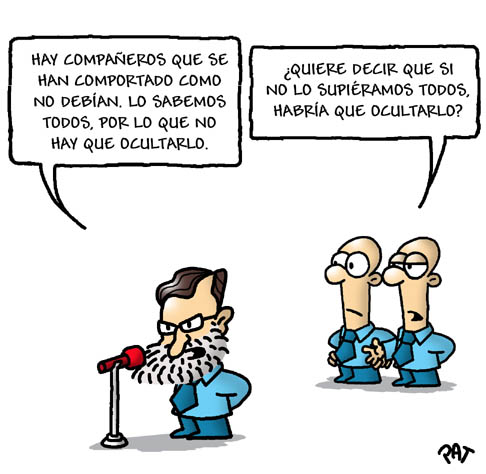 HAY COMPAÑEROS QUE SE
HAN COMPORTADO COMO
NO DEBÍAN. LO SABEMOS
TODOS, POR LO QUE NO
HAY QUE OCULTARLO.
¿QUIERE DECIR QUE SI
NO LO SUPIÉRAMOS TODOS,
HABRÍA QUE OCULTARLO?
PAT